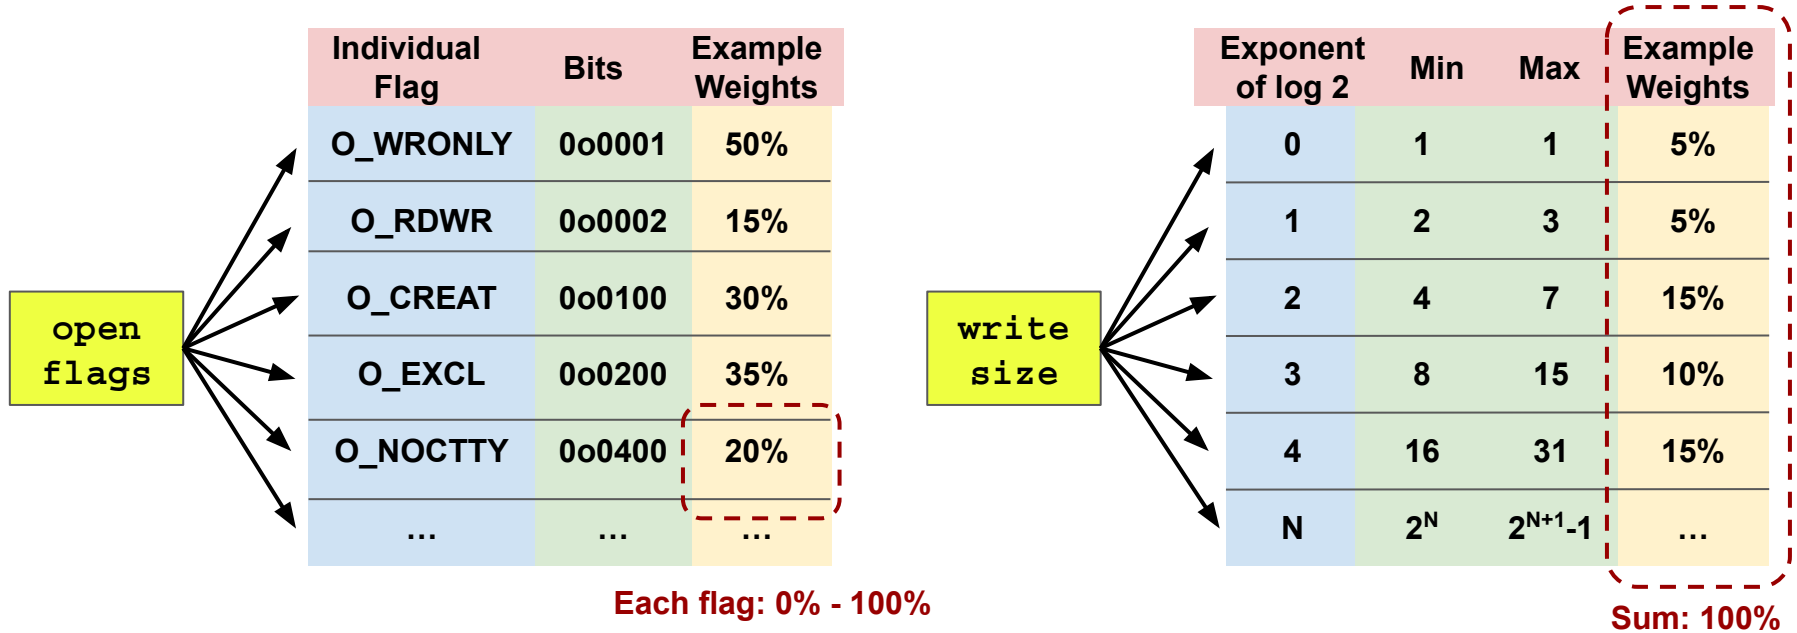 open
flags
Individual Flag Bits Example Weights
O_WRONLY 0o0001 50%
O_RDWR 0o0002 15%
O_CREAT 0o0100 30%
O_EXCL 0o0200 35%
O_NOCTTY 0o0400 20%
... ... ...
Each flag: 0% - 100%
write
size
Exponent of log 2 Min Max Example Weights
0 1 1 5%
1 2 3 5%
2 4 7 15%
3 8 15 10%
4 16 31 15%
N 2^N 2^N+1-1 ...
Sum: 100%